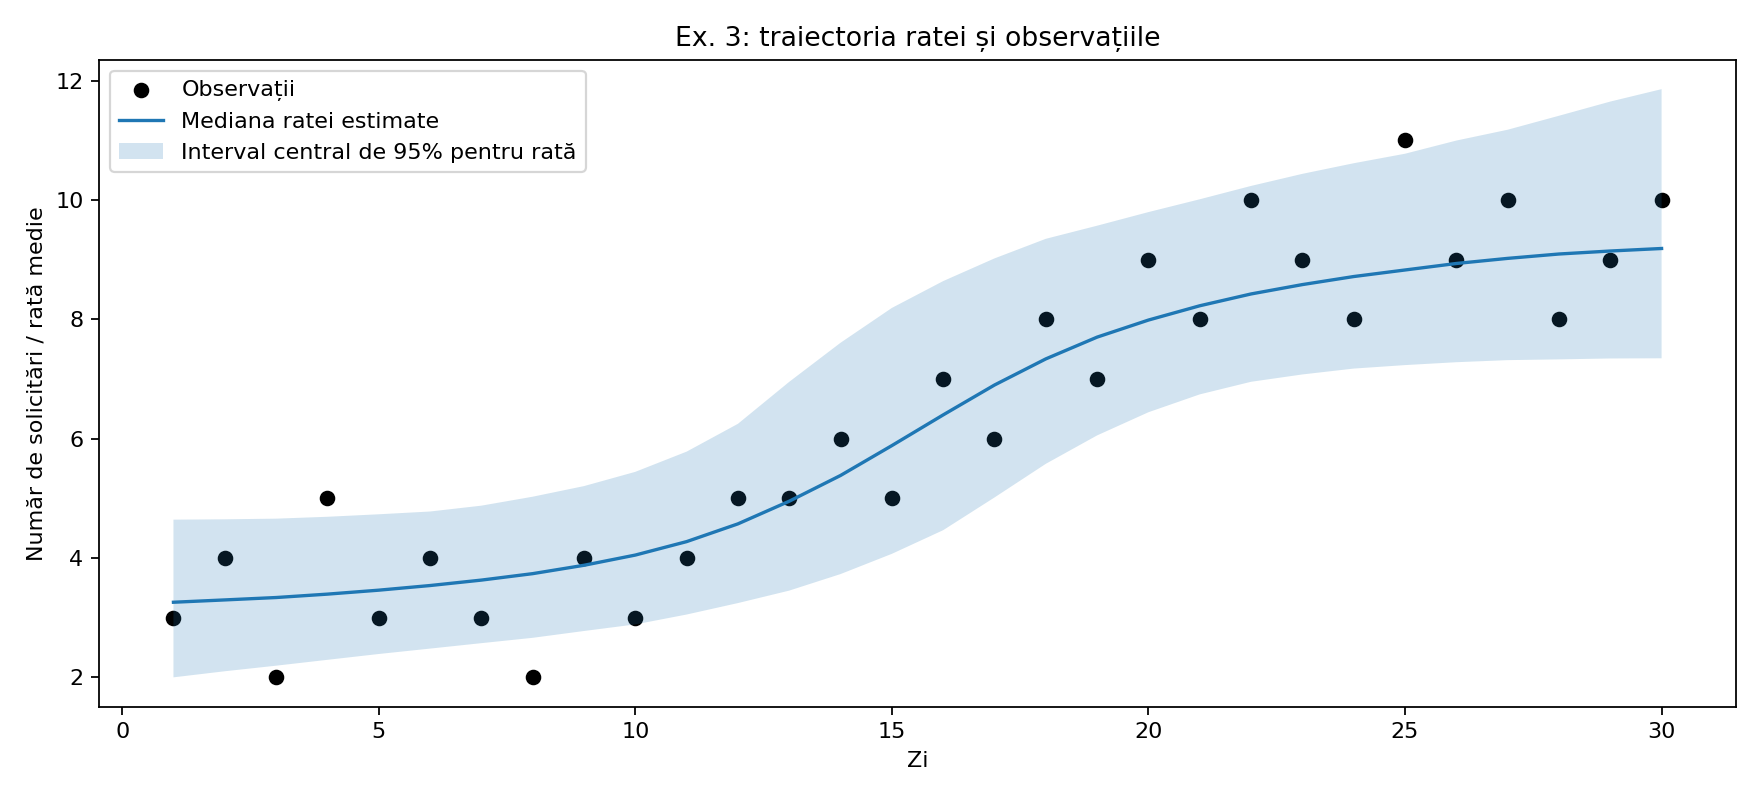 Ex. 3: traiectoria ratei și observațiile
Observații
Mediana ratei estimate
Interval central de 95% pentru rată
Număr de solicitări / rată medie
12
10
8
6
4
2
0 5 10 15 20 25 30
Zi